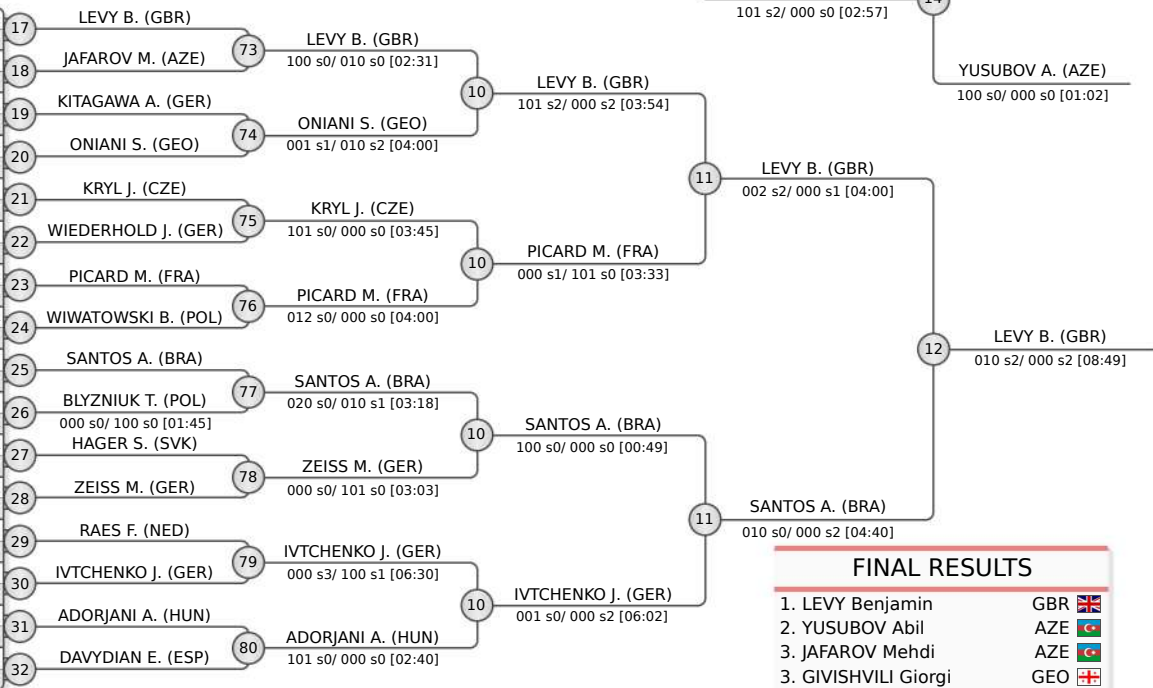 101 s2/ 000 s0 [02:57]
14
YUSUBOV A. (AZE)
100 s0/ 000 s0 [01:02]
17
LEVY B. (GBR)
18
JAFAROV M. (AZE)
73
LEVY B. (GBR)
100 s0/ 010 s0 [02:31]
19
KITAGAWA A. (GER)
20
ONIANI S. (GEO)
74
ONIANI S. (GEO)
001 s1/ 010 s2 [04:00]
10
LEVY B. (GBR)
101 s2/ 000 s2 [03:54]
21
KRYL J. (CZE)
22
WIEDERHOLD J. (GER)
75
KRYL J. (CZE)
101 s0/ 000 s0 [03:45]
23
PICARD M. (FRA)
24
WIWATOWSKI B. (POL)
76
PICARD M. (FRA)
012 s0/ 000 s0 [04:00]
10
PICARD M. (FRA)
000 s1/ 101 s0 [03:33]
11
LEVY B. (GBR)
002 s2/ 000 s1 [04:00]
25
SANTOS A. (BRA)
26
BLYZNIUK T. (POL)
000 s0/ 100 s0 [01:45]
77
SANTOS A. (BRA)
020 s0/ 010 s1 [03:18]
27
HAGER S. (SVK)
28
ZEISS M. (GER)
78
ZEISS M. (GER)
000 s0/ 101 s0 [03:03]
10
SANTOS A. (BRA)
100 s0/ 000 s0 [00:49]
29
RAES F. (NED)
30
IVTCHENKO J. (GER)
79
IVTCHENKO J. (GER)
000 s3/ 100 s1 [06:30]
31
ADORJANI A. (HUN)
32
DAVYDIAN E. (ESP)
80
ADORJANI A. (HUN)
101 s0/ 000 s0 [02:40]
10
IVTCHENKO J. (GER)
001 s0/ 000 s2 [06:02]
11
SANTOS A. (BRA)
010 s0/ 000 s2 [04:40]
12
LEVY B. (GBR)
010 s2/ 000 s2 [08:49]
FINAL RESULTS
1. LEVY Benjamin GBR
2. YUSUBOV Abil AZE
3. JAFAROV Mehdi AZE
3. GIVISHVILI Giorgi GEO